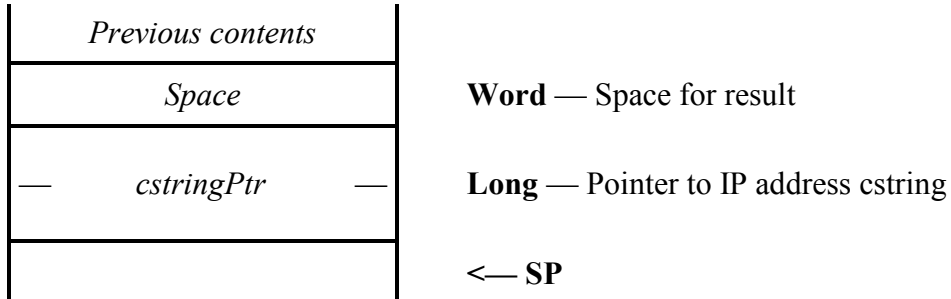 Previous contents
Space Word — Space for result
— cstringPtr — Long — Pointer to IP address cstring
<— SP